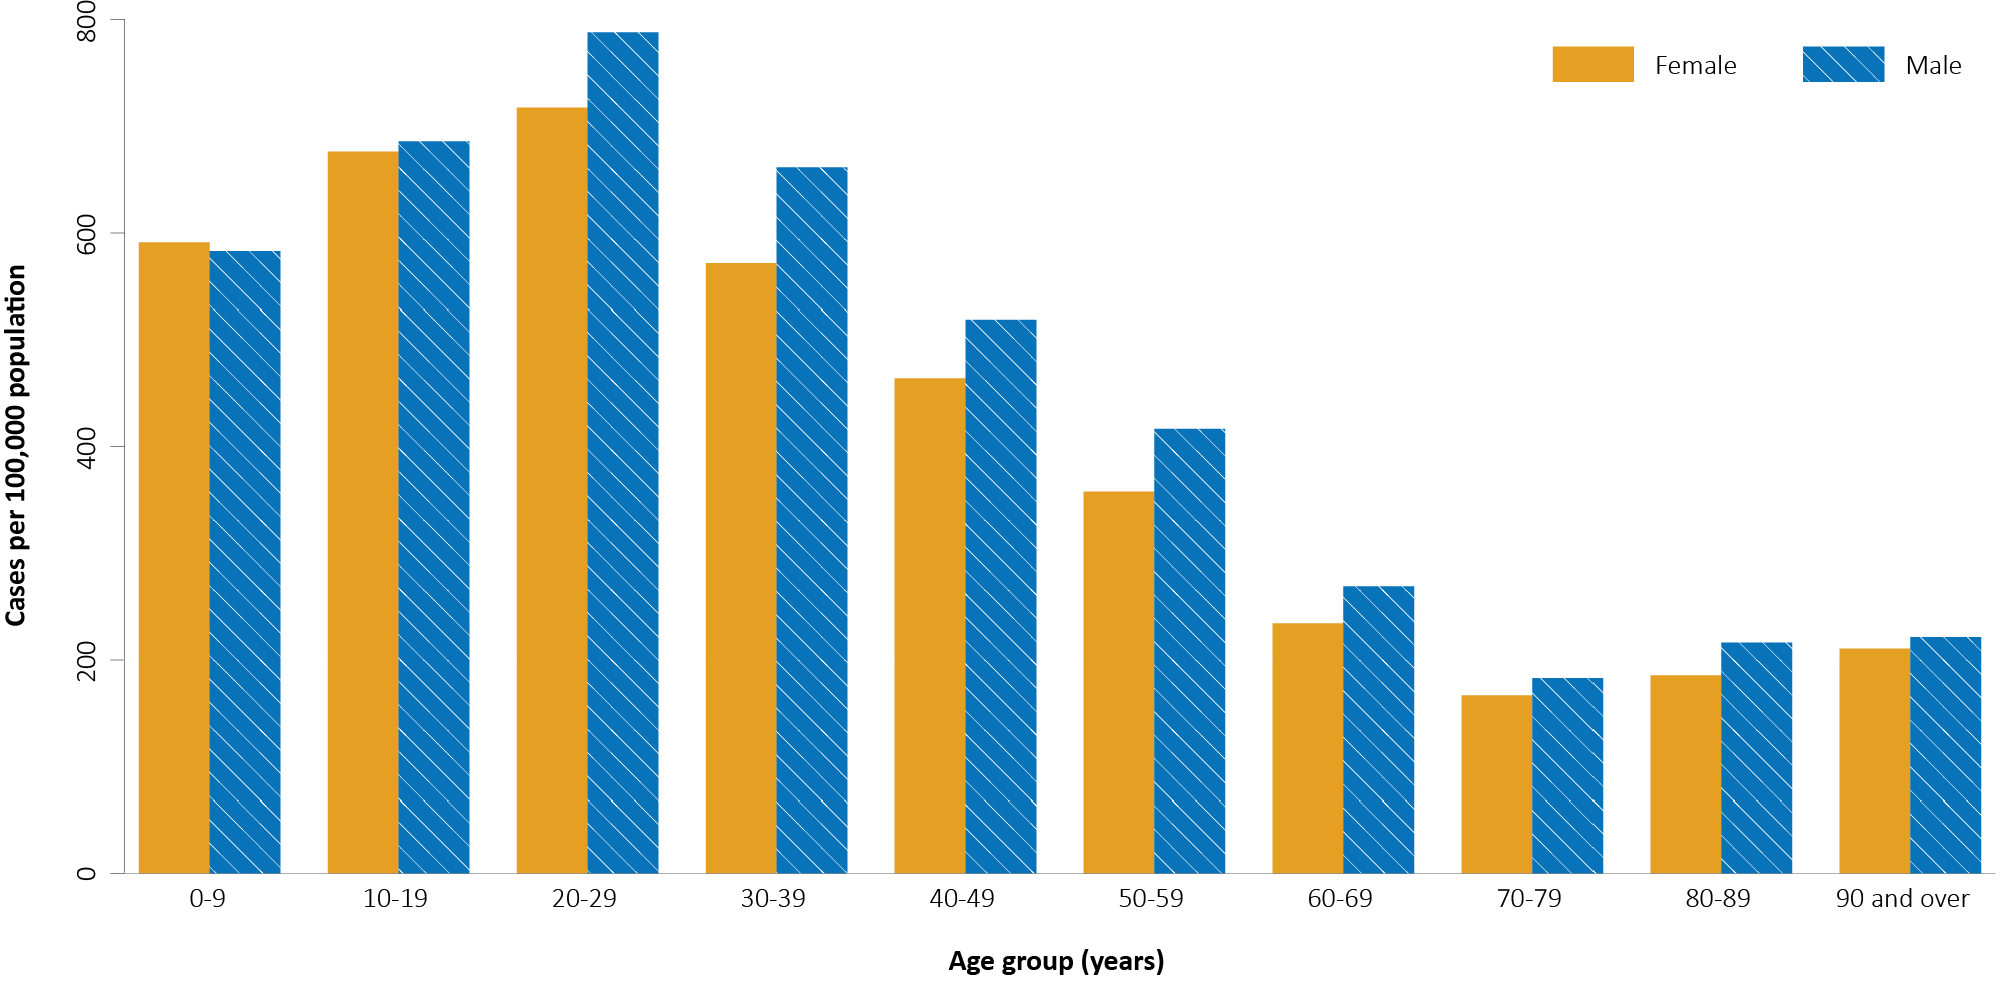 Cases per 100,000 population
800
600
400
200
0
Female
Male
0-9
10-19
20-29
30-39
40-49
50-59
60-69
70-79
80-89
90 and over
Age group (years)